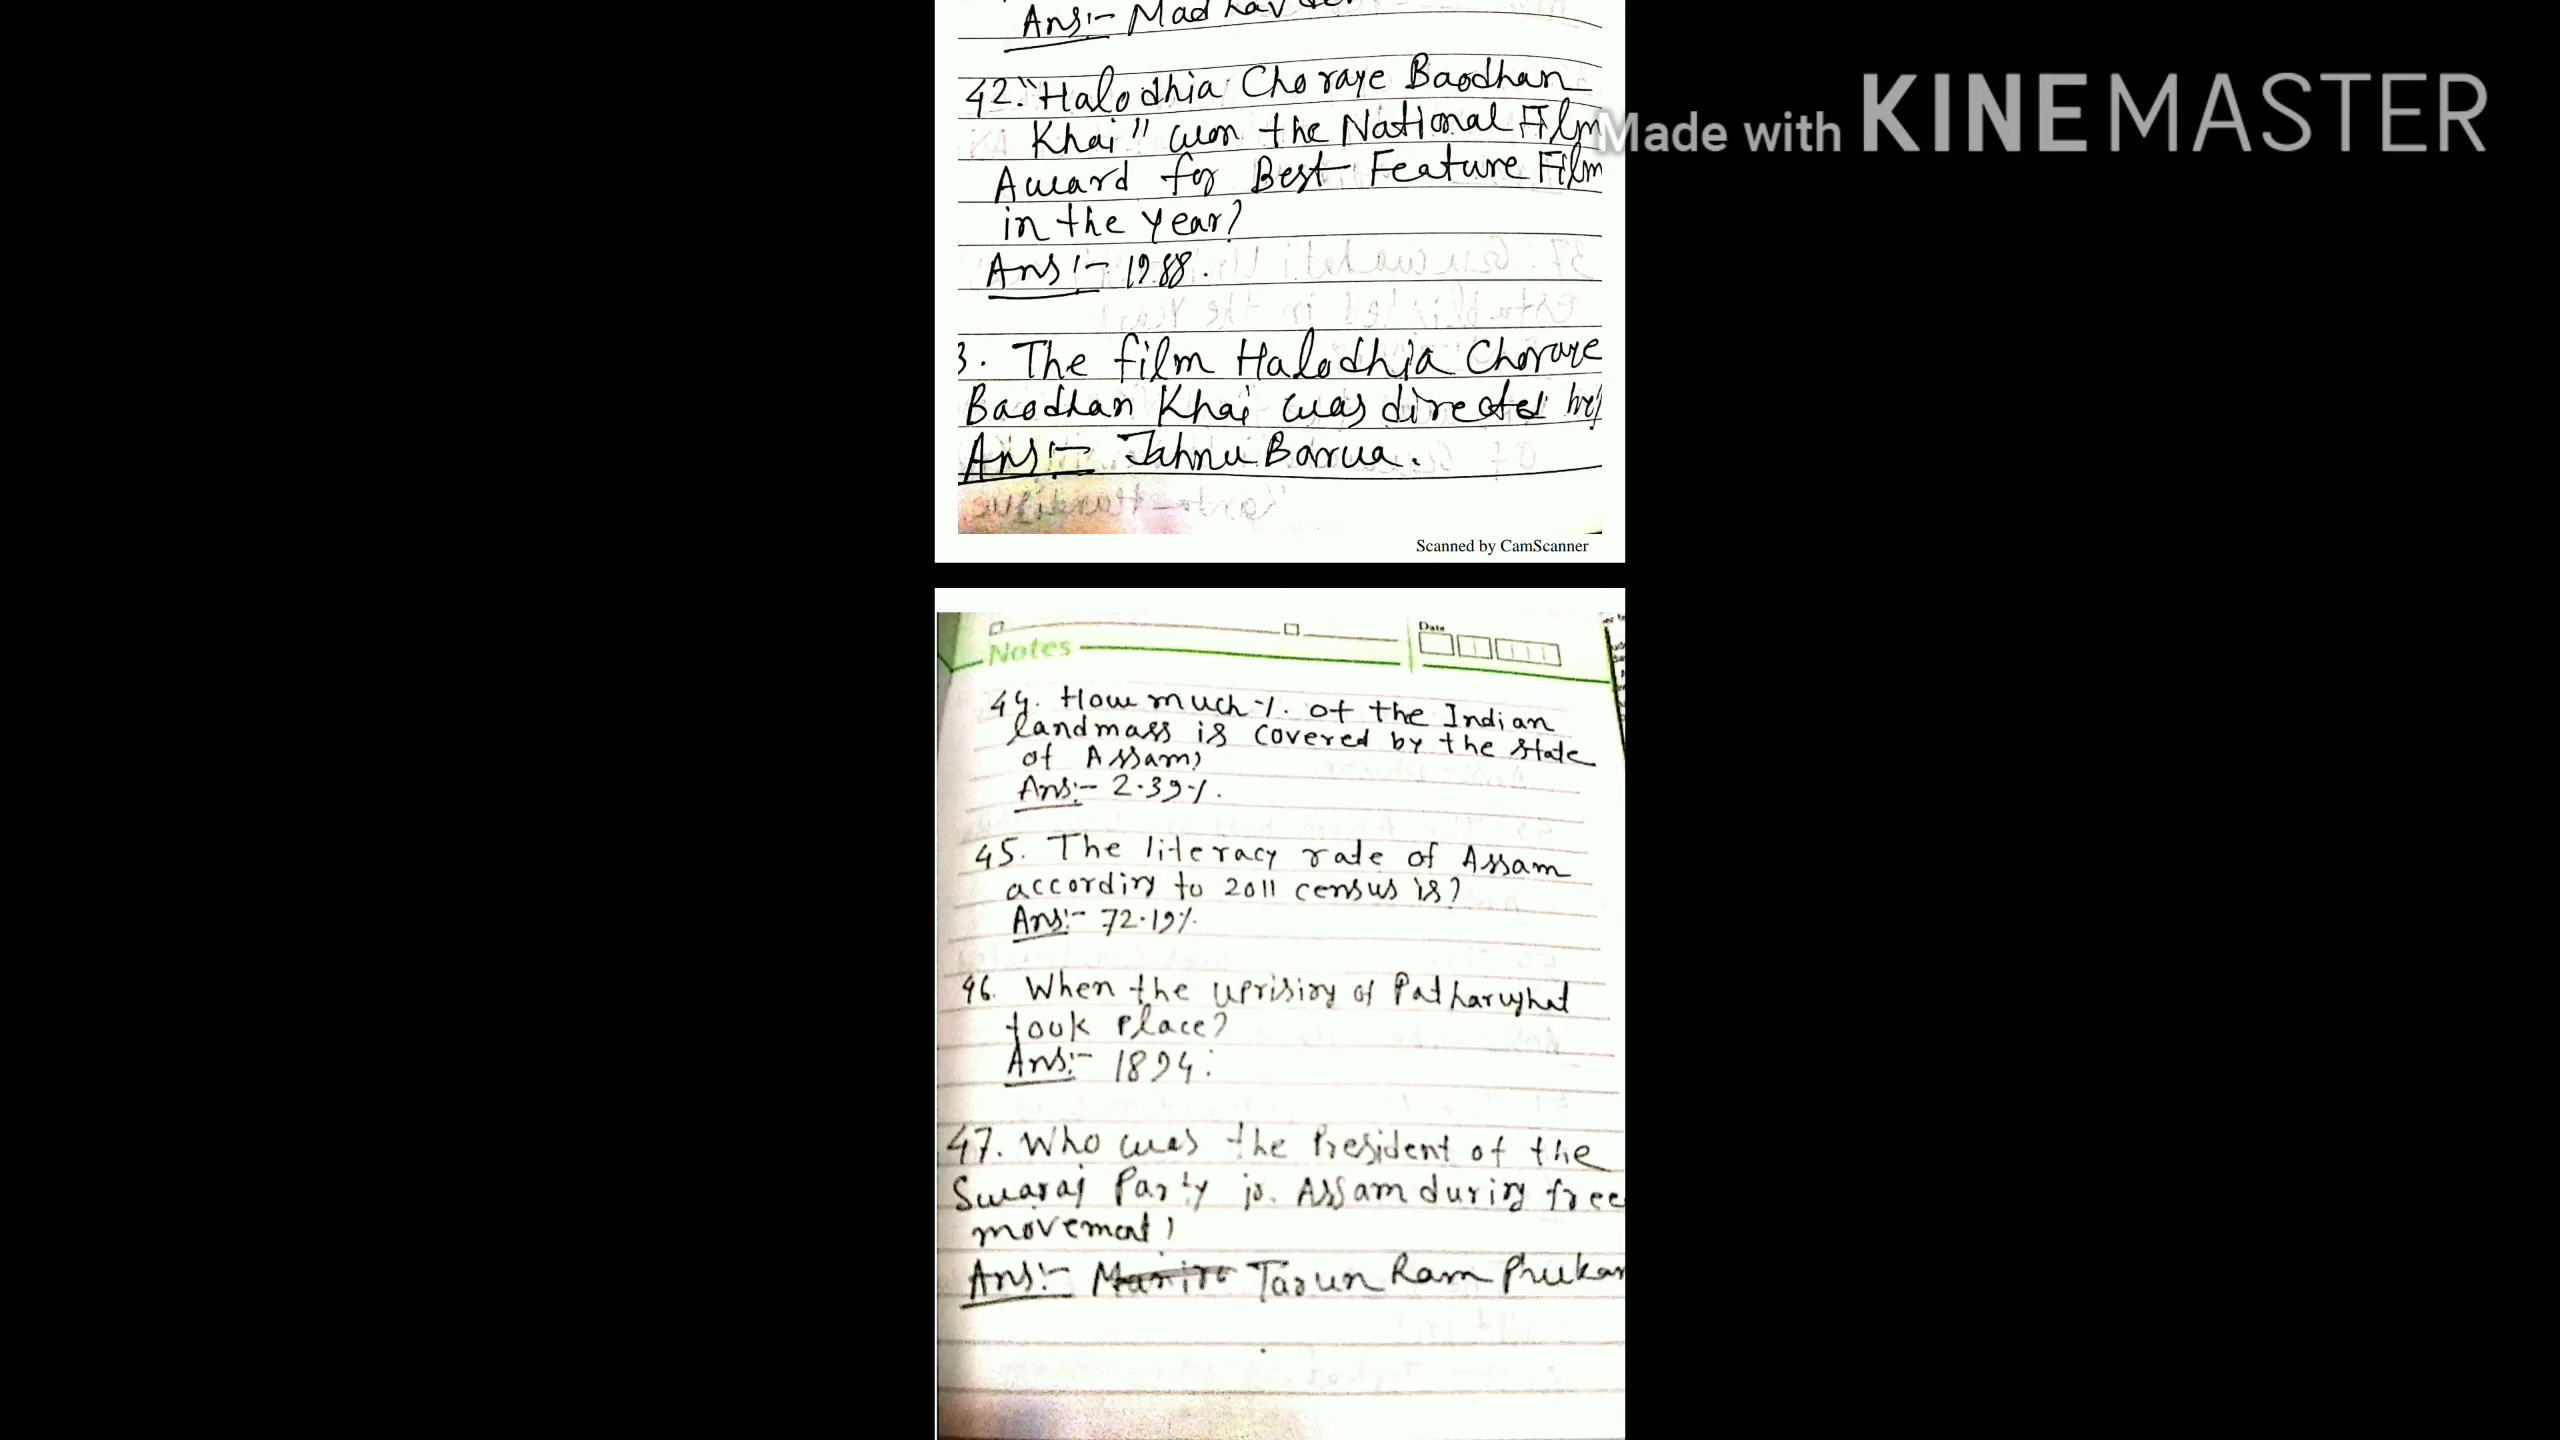 Ans:- Madhav
42. "Halodhia Choraye Baodhan
Khai" won the National Film
Award for Best Feature Film
in the year?
Ans:- 1988.
3. The film Halodhia Choraye
Baodhan Khai was directed by
Ans:- Jahnu Barua.
Scanned by CamScanner
Made with KINEMASTER
Notes
Date
44. How much %. of the Indian
landmass is covered by the state
of Assam?
Ans:- 2.39%.
45. The literacy rate of Assam
according to 2011 census is?
Ans:- 72.19%.
46. When the uprising of Patharughat
took place?
Ans:- 1894.
47. Who was the President of the
Swaraj Party in Assam during free
movement?
Ans:- Tarun Ram Phukan